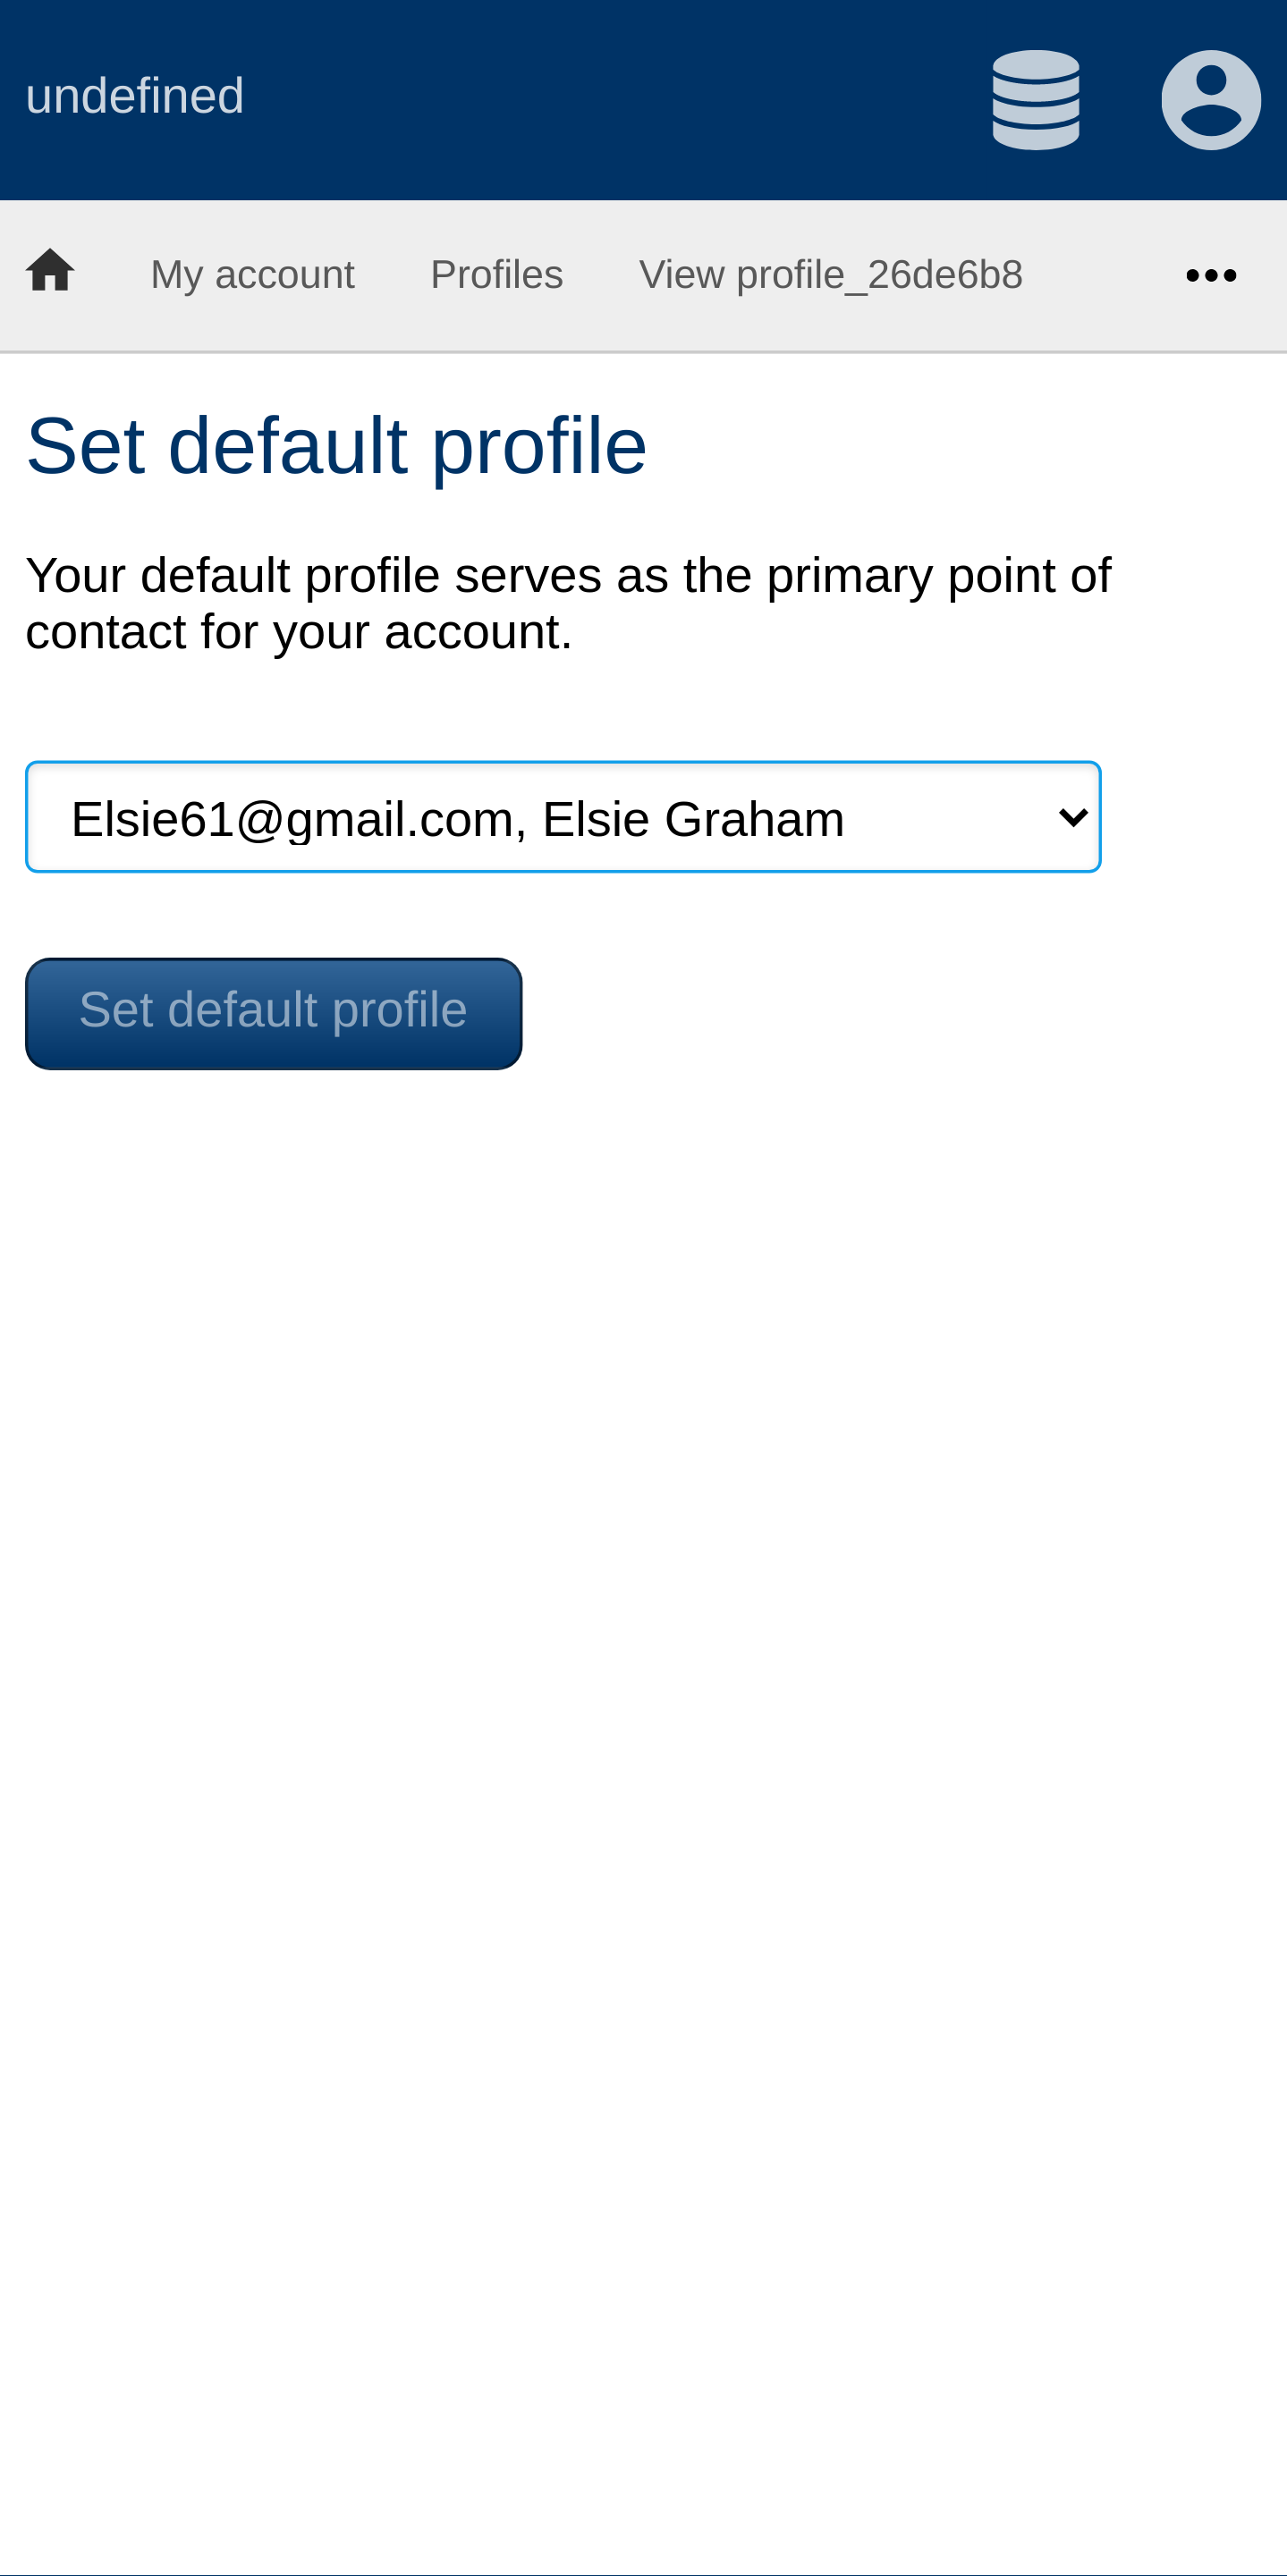 undefined
My account Profiles View profile_26de6b8
Set default profile
Your default profile serves as the primary point of
contact for your account.
Elsie61@gmail.com, Elsie Graham
Set default profile